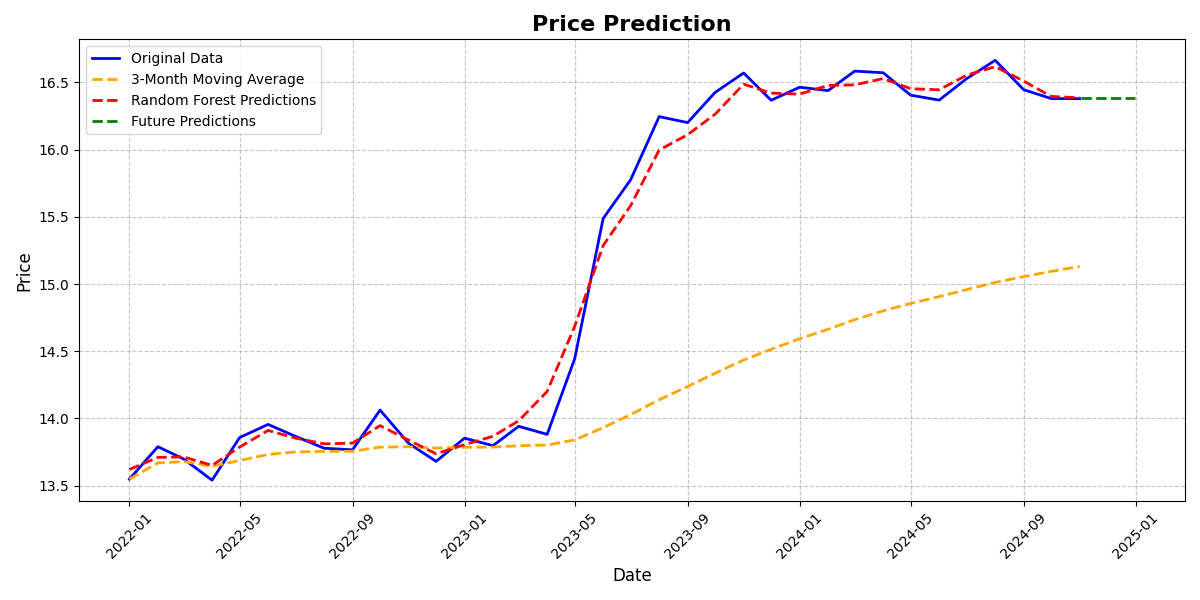 Price Prediction
Original Data
3-Month Moving Average
Random Forest Predictions
Future Predictions
Price
16.5
16.0
15.5
15.0
14.5
14.0
13.5
2022-01
2022-05
2022-09
2023-01
2023-05
2023-09
2024-01
2024-05
2024-09
2025-01
Date